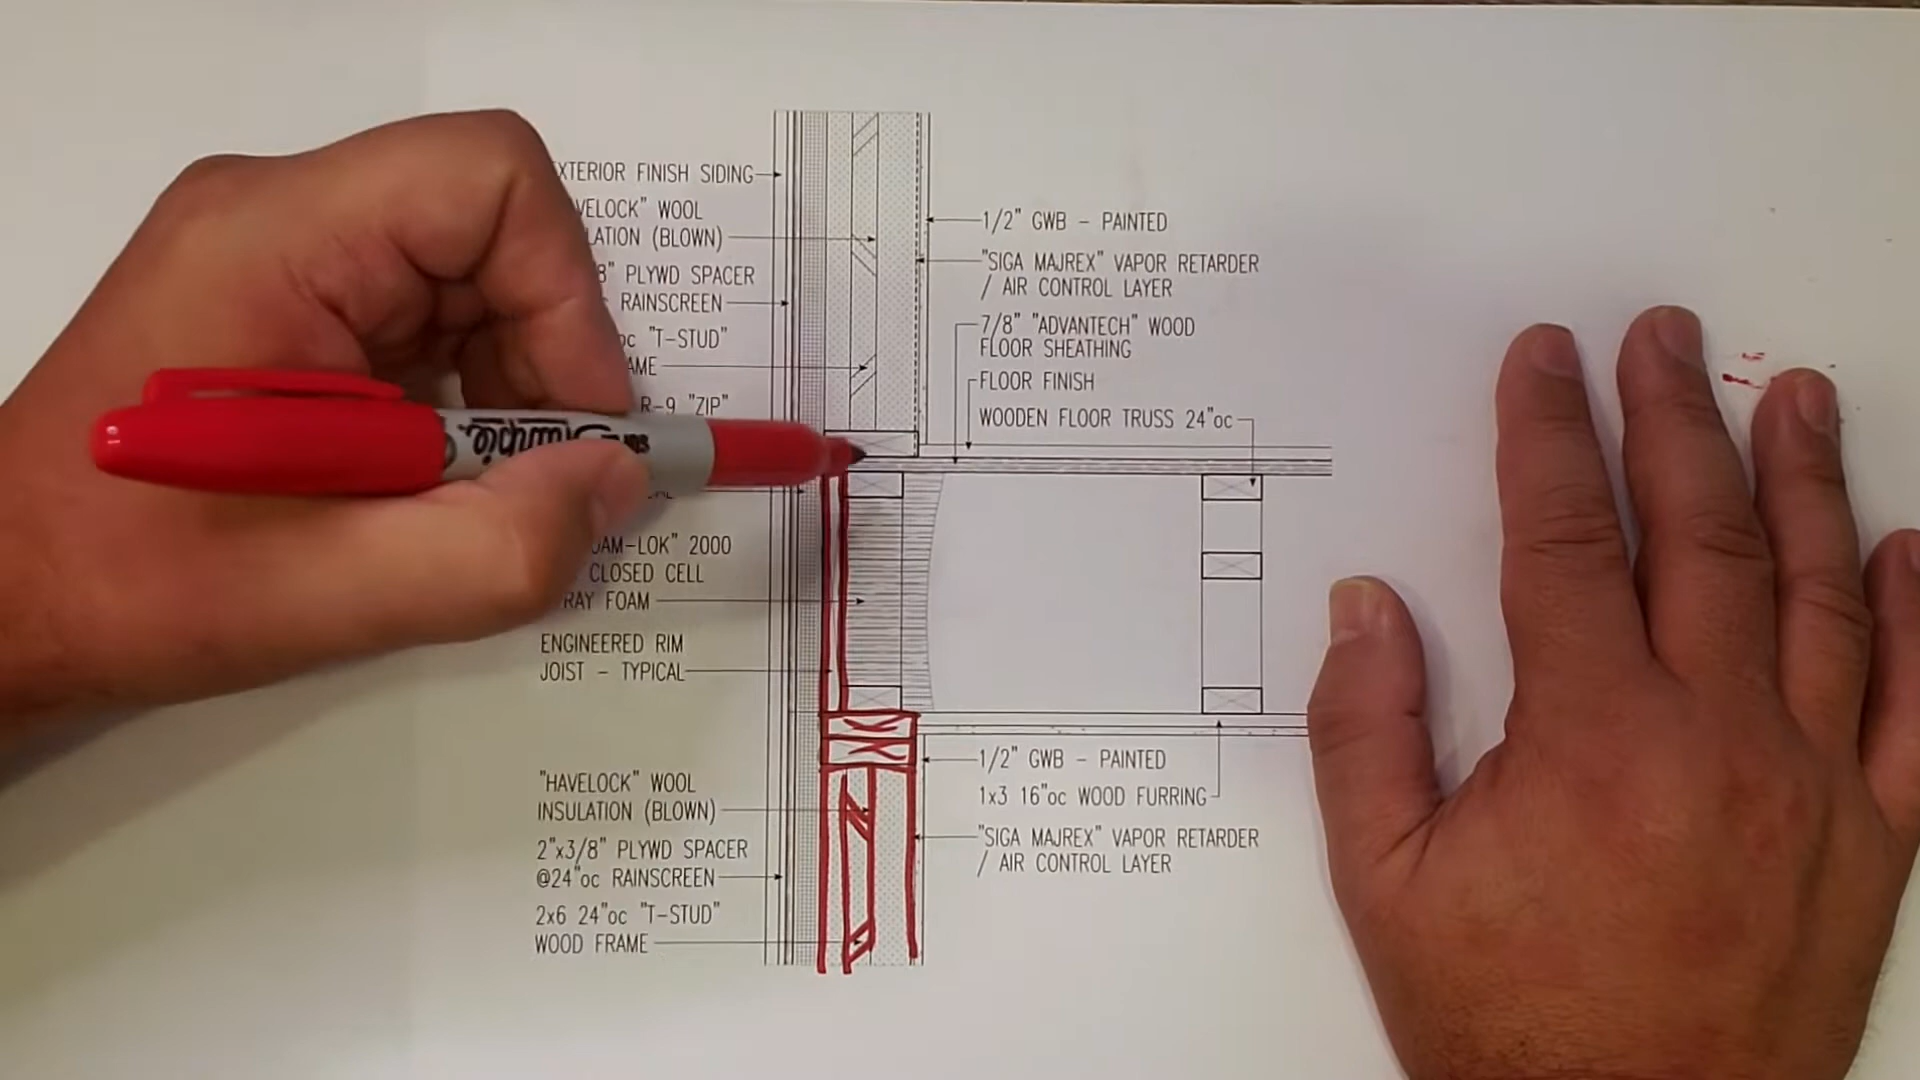 EXTERIOR FINISH SIDING
VELOCK" WOOL
LATION (BLOWN)
8" PLYWD SPACER
RAINSCREEN
oc "T-STUD"
AME
R-9 "ZIP"
OAM-LOK" 2000
CLOSED CELL
RAY FOAM
ENGINEERED RIM
JOIST - TYPICAL
"HAVELOCK" WOOL
INSULATION (BLOWN)
2"x3/8" PLYWD SPACER
@24"oc RAINSCREEN
2x6 24"oc "T-STUD"
WOOD FRAME
1/2" GWB - PAINTED
"SIGA MAJREX" VAPOR RETARDER
/ AIR CONTROL LAYER
7/8" "ADVANTECH" WOOD
FLOOR SHEATHING
FLOOR FINISH
WOODEN FLOOR TRUSS 24"oc
1/2" GWB - PAINTED
1x3 16"oc WOOD FURRING
"SIGA MAJREX" VAPOR RETARDER
/ AIR CONTROL LAYER
Sharpie